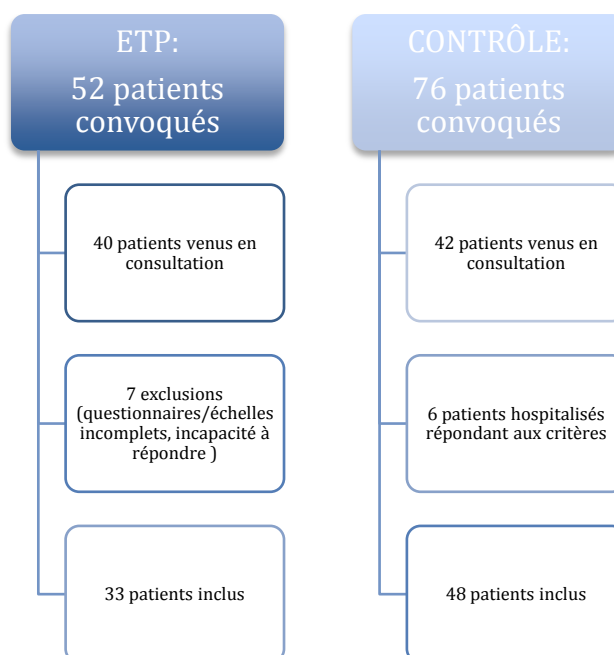 ETP:
52 patients
convoqués
40 patients venus en
consultation
7 exclusions
(questionnaires/échelles
incomplets, incapacité à
répondre )
33 patients inclus
CONTRÔLE:
76 patients
convoqués
42 patients venus en
consultation
6 patients hospitalisés
répondant aux critères
48 patients inclus